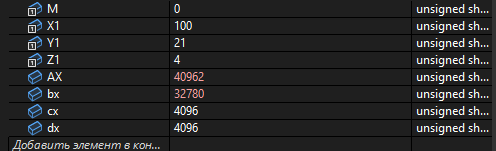 M 0 unsigned sh...
X1 100 unsigned sh...
Y1 21 unsigned sh...
Z1 4 unsigned sh...
AX 40962 unsigned sh...
bx 32780 unsigned sh...
cx 4096 unsigned sh...
dx 4096 unsigned sh...
Добавить элемент в кон...